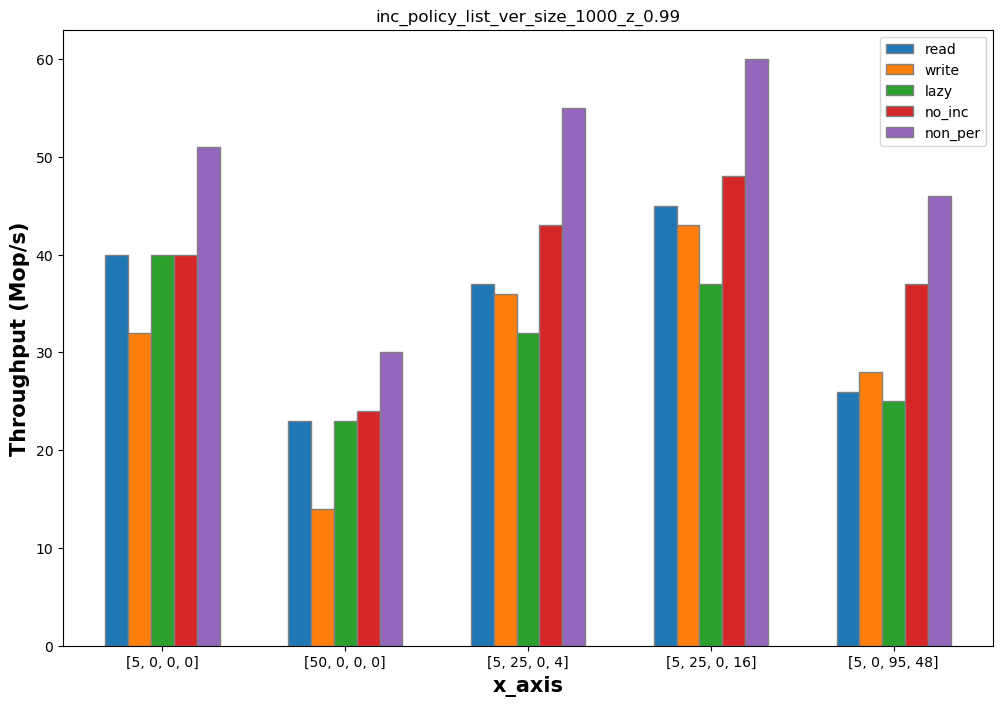 inc_policy_list_ver_size_1000_z_0.99
read
write
lazy
no_inc
non_per
Throughput (Mop/s)
60
50
40
30
20
10
0
[5, 0, 0, 0]
[50, 0, 0, 0]
[5, 25, 0, 4]
[5, 25, 0, 16]
[5, 0, 95, 48]
x_axis